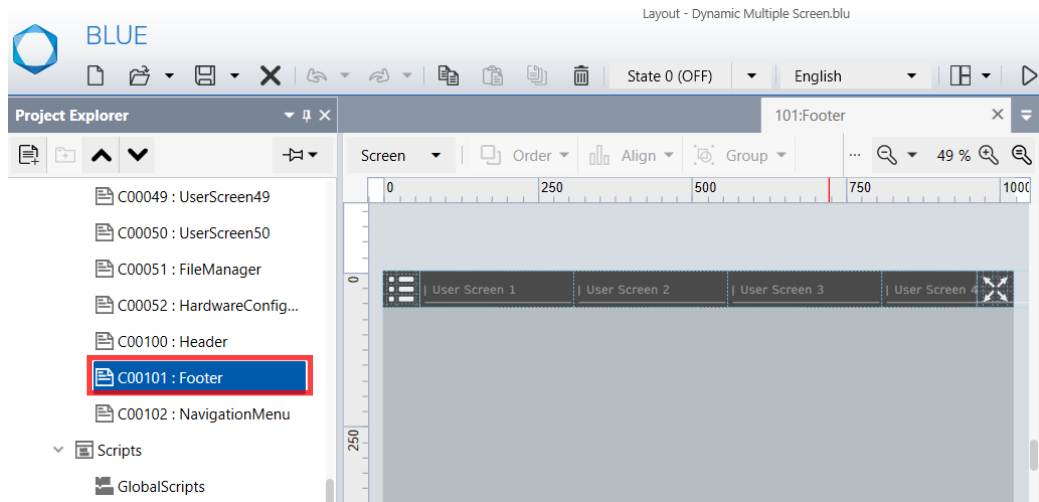 Layout - Dynamic Multiple Screen.blu
BLUE
State 0 (OFF)
English
Project Explorer
101:Footer
Screen
Order
Align
Group
...
49 %
0 250 500 750 1000
C00049 : UserScreen49
C00050 : UserScreen50
C00051 : FileManager
C00052 : HardwareConfig...
C00100 : Header
C00101 : Footer
C00102 : NavigationMenu
Scripts
GlobalScripts
0
| User Screen 1
| User Screen 2
| User Screen 3
| User Screen 4
250